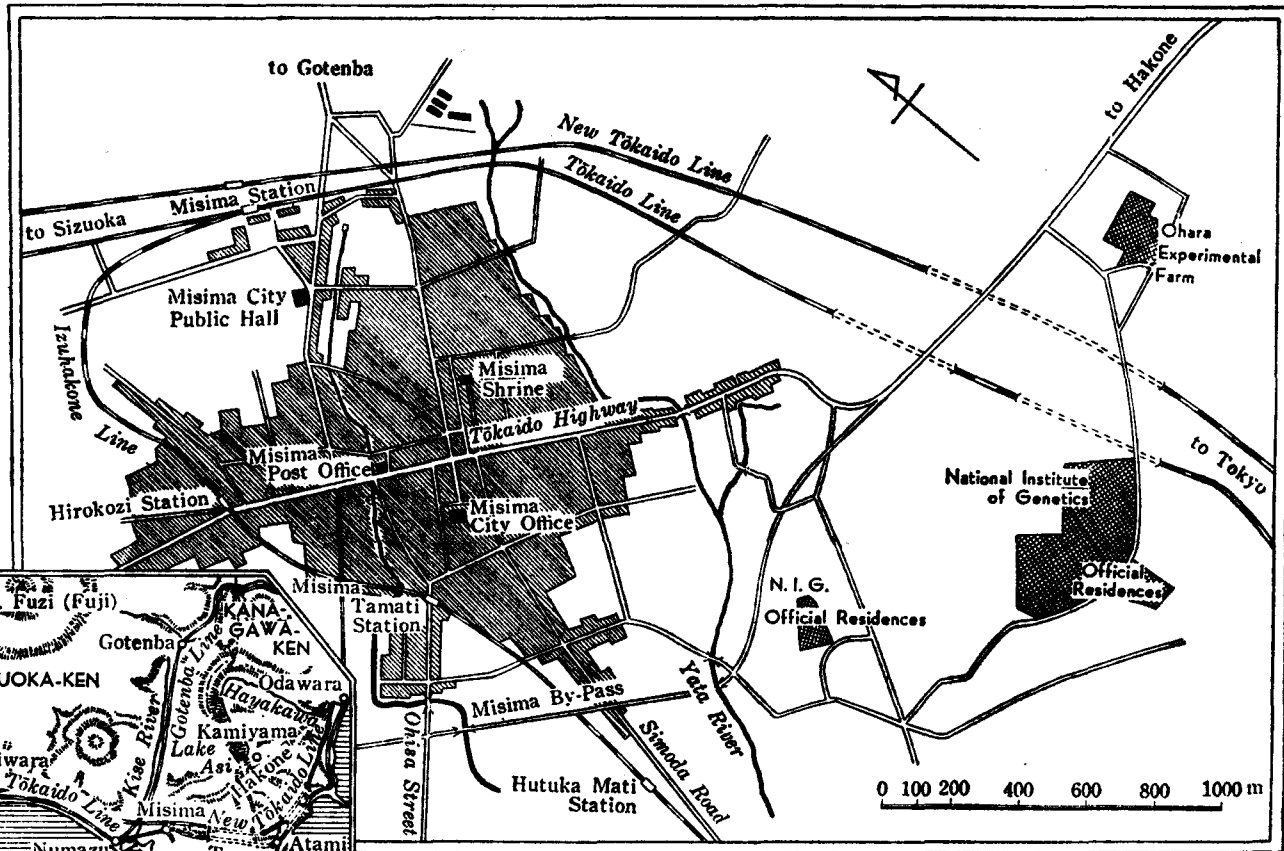 to Gotenba
to Hakone
New Tōkaido Line
Tōkaido Line
Misima Station
to Sizuoka
Ohara
Experimental
Farm
Misima City
Public Hall
Izuhakone
Line
Misima
Shrine
Tōkaido Highway
to Tokyo
Misima
Post Office
National Institute
of Genetics
Hirokozi Station
Misima
City Office
Official
Residences
Misima
Tamati
Station
N. I. G.
Official Residences
Yata River
Misima By-Pass
Ohisa Street
Simoda Road
Hutuka Mati
Station
0 100 200 400 600 800 1000 m
Fuzi (Fuji)
KANA-
GAWA-
KEN
Gotenba
Gotenba Line
UOKA-KEN
Odawara
Hayakawa
Kise River
Kamiyama
Lake
Asi
Hakone
iwara
Tōkaido Line
Misima
New Tōkaido Line
Numazu
Atami